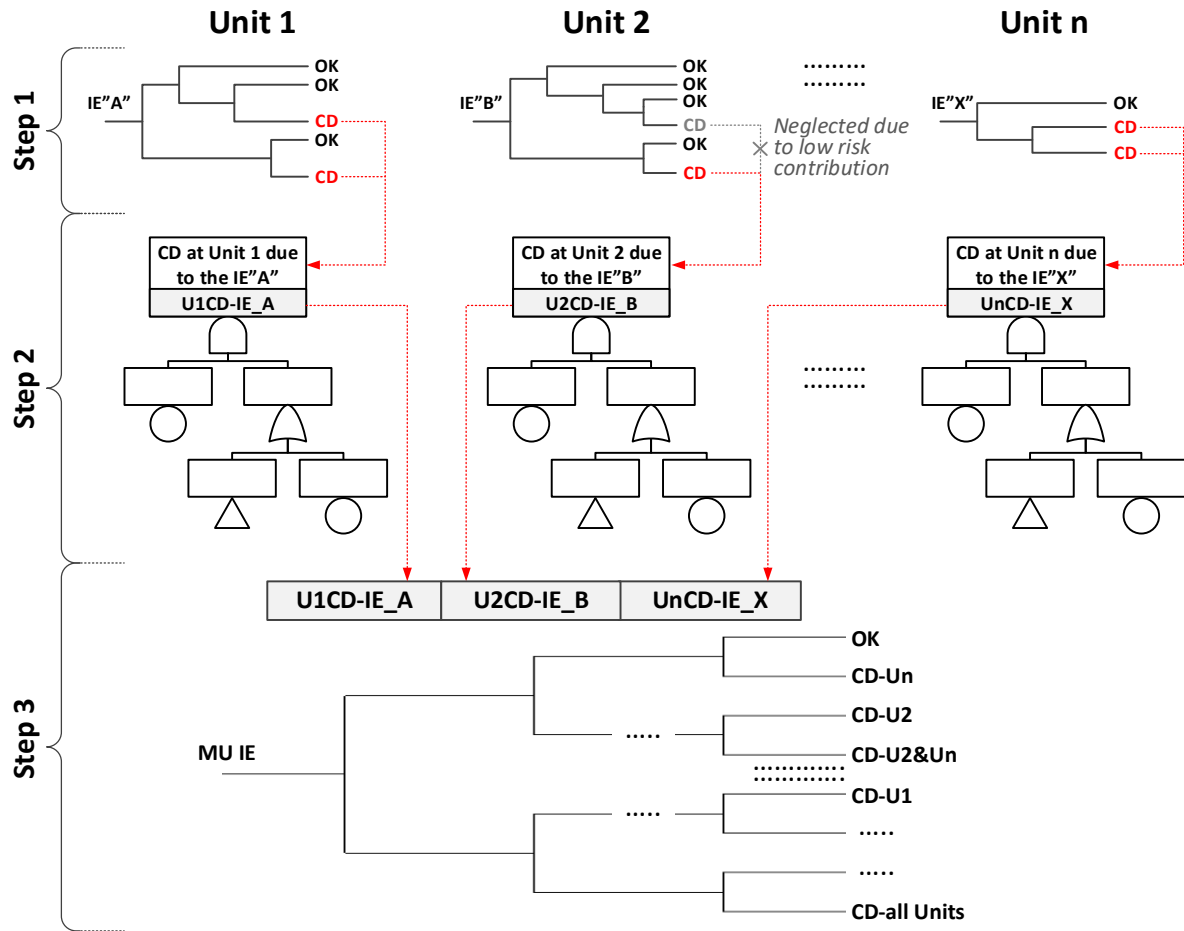 Unit 1
Unit 2
Unit n
Step 1
IE”A”
OK
OK
CD
OK
CD
IE”B”
OK
OK
OK
CD
OK
CD
Neglected due
to low risk
contribution
.........
.........
IE”X”
OK
CD
CD
Step 2
CD at Unit 1 due
to the IE”A”
U1CD-IE_A
CD at Unit 2 due
to the IE”B”
U2CD-IE_B
.........
.........
CD at Unit n due
to the IE”X”
UnCD-IE_X
Step 3
U1CD-IE_A
U2CD-IE_B
UnCD-IE_X
MU IE
.....
.....
OK
CD-Un
CD-U2
CD-U2&Un
.............
.............
CD-U1
.....
.....
CD-all Units